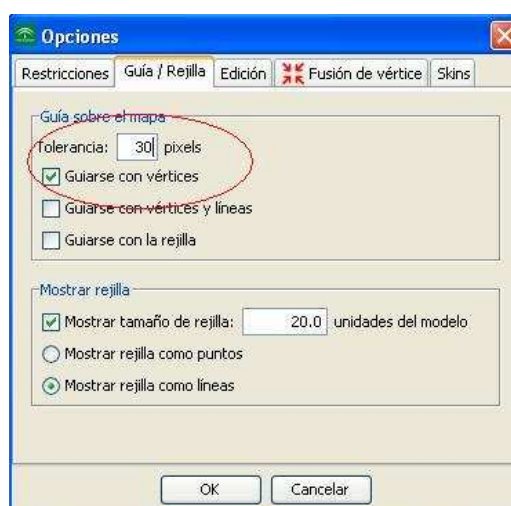 Opciones
Restricciones Guía / Rejilla Edición Fusión de vértice Skins
Guía sobre el mapa
Tolerancia: 30 pixels
Guiarse con vértices
Guiarse con vértices y líneas
Guiarse con la rejilla
Mostrar rejilla
Mostrar tamaño de rejilla: 20.0 unidades del modelo
Mostrar rejilla como puntos
Mostrar rejilla como líneas
OK Cancelar